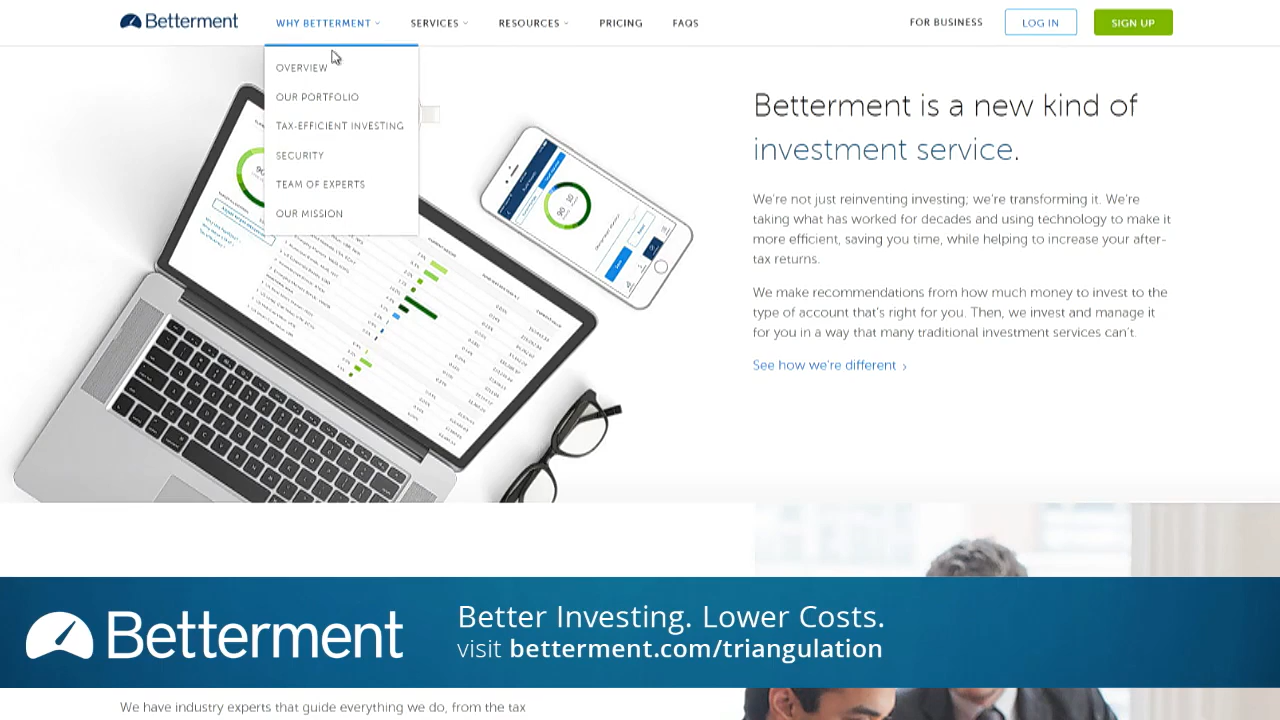 Betterment
WHY BETTERMENT
SERVICES
RESOURCES
PRICING
FAQS
FOR BUSINESS
LOG IN
SIGN UP
OVERVIEW
OUR PORTFOLIO
TAX-EFFICIENT INVESTING
SECURITY
TEAM OF EXPERTS
OUR MISSION
Betterment is a new kind of
investment service.
We're not just reinventing investing; we're transforming it. We're
taking what has worked for decades and using technology to make it
more efficient, saving you time, while helping to increase your after-
tax returns.
We make recommendations from how much money to invest to the
type of account that's right for you. Then, we invest and manage it
for you in a way that many traditional investment services can't.
See how we're different
Betterment
Better Investing. Lower Costs.
visit betterment.com/triangulation
We have industry experts that guide everything we do, from the tax